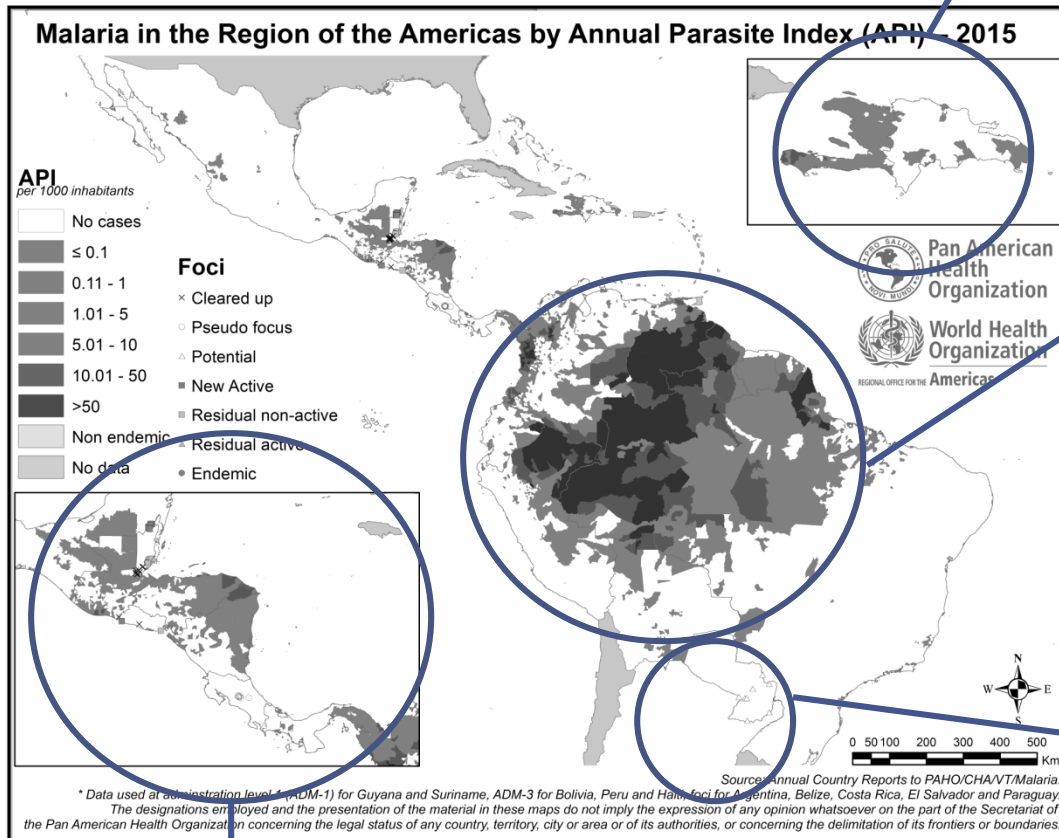 Malaria in the Region of the Americas by Annual Parasite Index (API) – 2015
API
per 1000 inhabitants
No cases
≤ 0.1
0.11 - 1
1.01 - 5
5.01 - 10
10.01 - 50
>50
Non endemic
No data
Foci
Cleared up
Pseudo focus
Potential
New Active
Residual non-active
Residual active
Endemic
PRO SALUTE
NOVI MUNDI
Pan American
Health
Organization
World Health
Organization
REGIONAL OFFICE FOR THE Americas
N
W E
S
0 50 100 200 300 400 500
Km
Source: Annual Country Reports to PAHO/CHA/VT/Malaria.
* Data used at adminstration level 1 (ADM-1) for Guyana and Suriname, ADM-3 for Bolivia, Peru and Haiti, foci for Argentina, Belize, Costa Rica, El Salvador and Paraguay.
The designations employed and the presentation of the material in these maps do not imply the expression of any opinion whatsoever on the part of the Secretariat of
the Pan American Health Organization concerning the legal status of any country, territory, city or area or of its authorities, or concerning the delimitation of its frontiers or boundaries